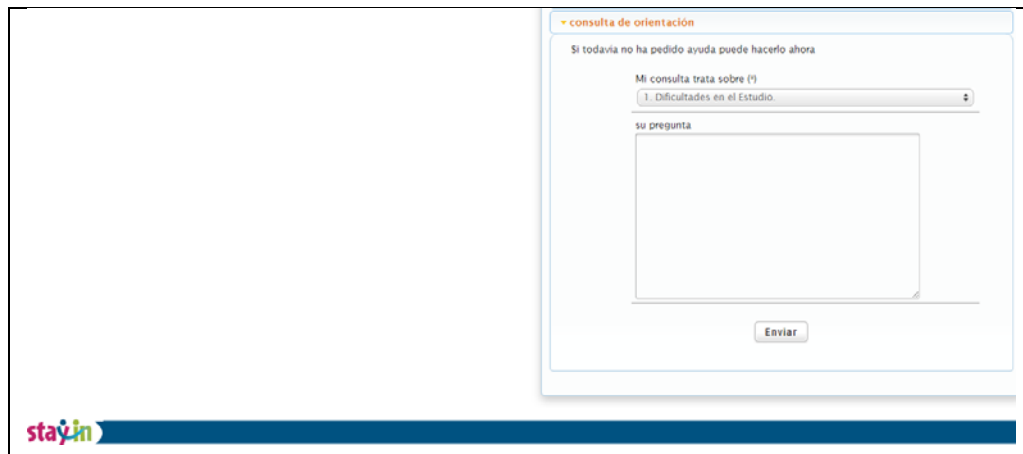 consulta de orientación
Si todavia no ha pedido ayuda puede hacerlo ahora
Mi consulta trata sobre (*)
1. Dificultades en el Estudio.
su pregunta
Enviar
stayin